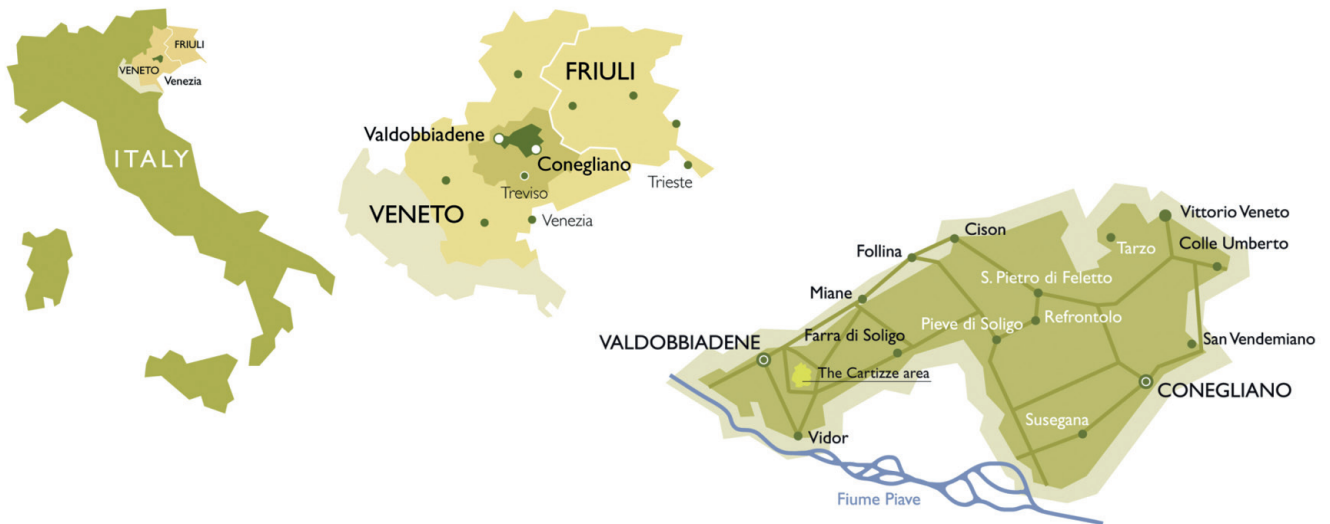 FRIULI
VENETO
Venezia
ITALY
FRIULI
Valdobbiadene
Conegliano
Treviso
Trieste
VENETO
Venezia
Vittorio Veneto
Cison
Tarzo
Colle Umberto
Follina
S. Pietro di Feletto
Miane
Refrontolo
Pieve di Soligo
Farra di Soligo
San Vendemiano
VALDOBBIADENE
The Cartizze area
CONEGLIANO
Susegana
Vidor
Fiume Piave